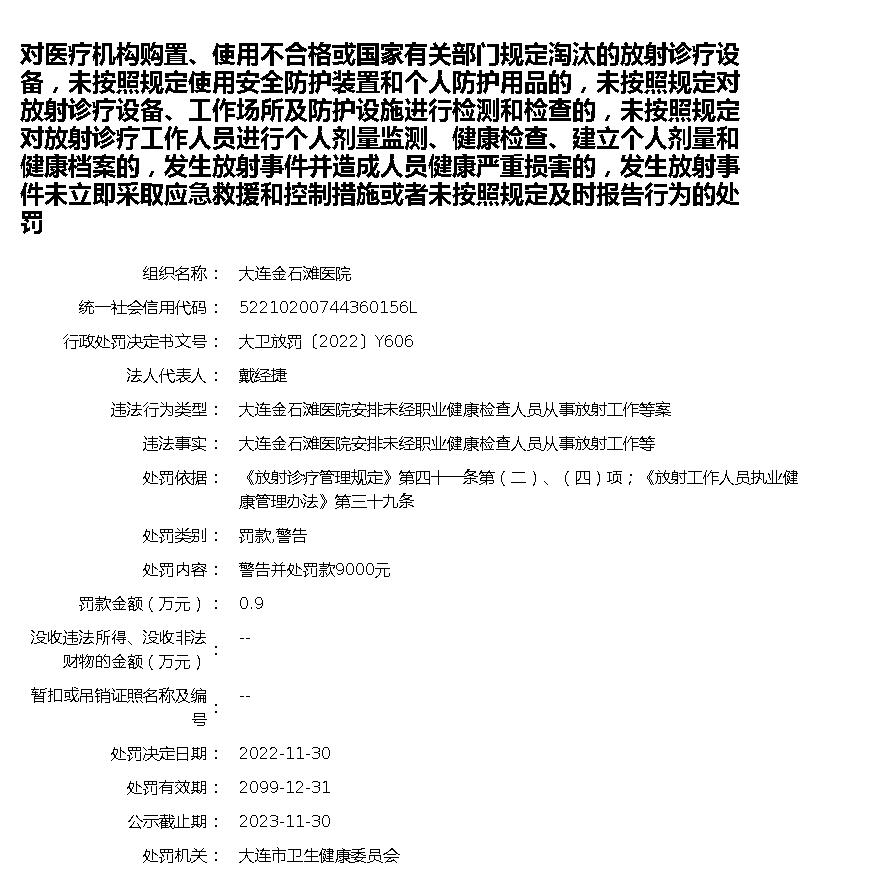 对医疗机构购置、使用不合格或国家有关部门规定淘汰的放射诊疗设
备，未按照规定使用安全防护装置和个人防护用品的，未按照规定对
放射诊疗设备、工作场所及防护设施进行检测和检查的，未按照规定
对放射诊疗工作人员进行个人剂量监测、健康检查、建立个人剂量和
健康档案的，发生放射事件并造成人员健康严重损害的，发生放射事
件未立即采取应急救援和控制措施或者未按照规定及时报告行为的处
罚
组织名称： 大连金石滩医院
统一社会信用代码： 52210200744360156L
行政处罚决定书文号： 大卫放罚〔2022〕Y606
法人代表人： 戴经捷
违法行为类型： 大连金石滩医院安排未经职业健康检查人员从事放射工作等案
违法事实： 大连金石滩医院安排未经职业健康检查人员从事放射工作等
处罚依据： 《放射诊疗管理规定》第四十一条第（二）、（四）项；《放射工作人员执业健
康管理办法》第三十九条
处罚类别： 罚款,警告
处罚内容： 警告并处罚款9000元
罚款金额（万元）： 0.9
没收违法所得、没收非法
财物的金额（万元）： --
暂扣或吊销证照名称及编
号： --
处罚决定日期： 2022-11-30
处罚有效期： 2099-12-31
公示截止期： 2023-11-30
处罚机关： 大连市卫生健康委员会